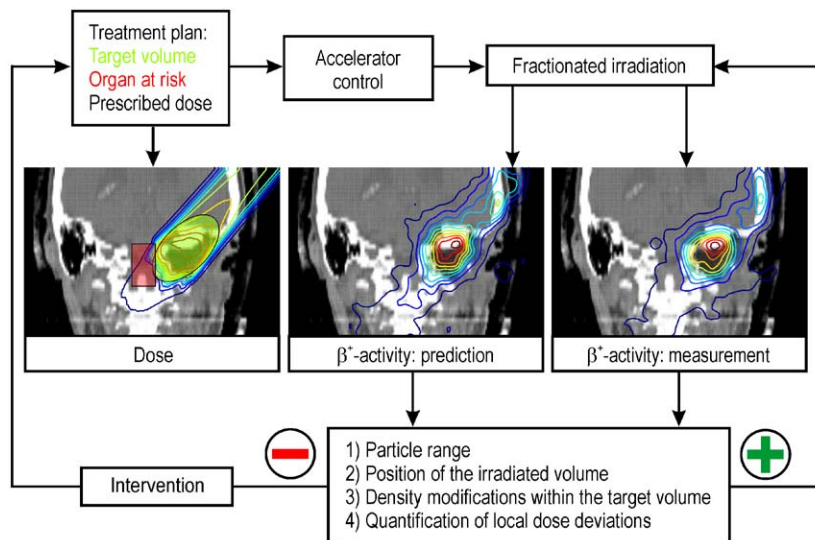 Treatment plan:
Target volume
Organ at risk
Prescribed dose
Accelerator
control
Fractionated irradiation
Dose
β⁺-activity: prediction
β⁺-activity: measurement
1) Particle range
2) Position of the irradiated volume
3) Density modifications within the target volume
4) Quantification of local dose deviations
Intervention